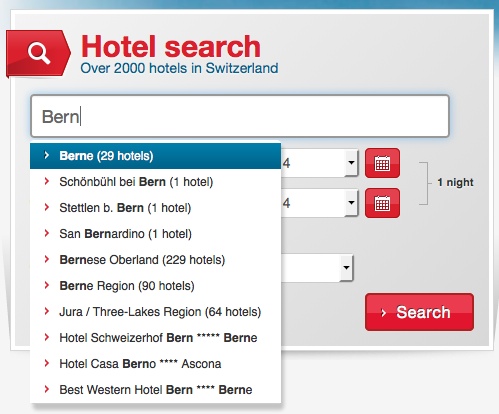 Hotel search
Over 2000 hotels in Switzerland
Bern
Berne (29 hotels)
4
Schönbühl bei Bern (1 hotel)
1 night
Stettlen b. Bern (1 hotel)
4
San Bernardino (1 hotel)
Bernese Oberland (229 hotels)
Berne Region (90 hotels)
Jura / Three-Lakes Region (64 hotels)
Search
Hotel Schweizerhof Bern ***** Berne
Hotel Casa Berno **** Ascona
Best Western Hotel Bern **** Berne